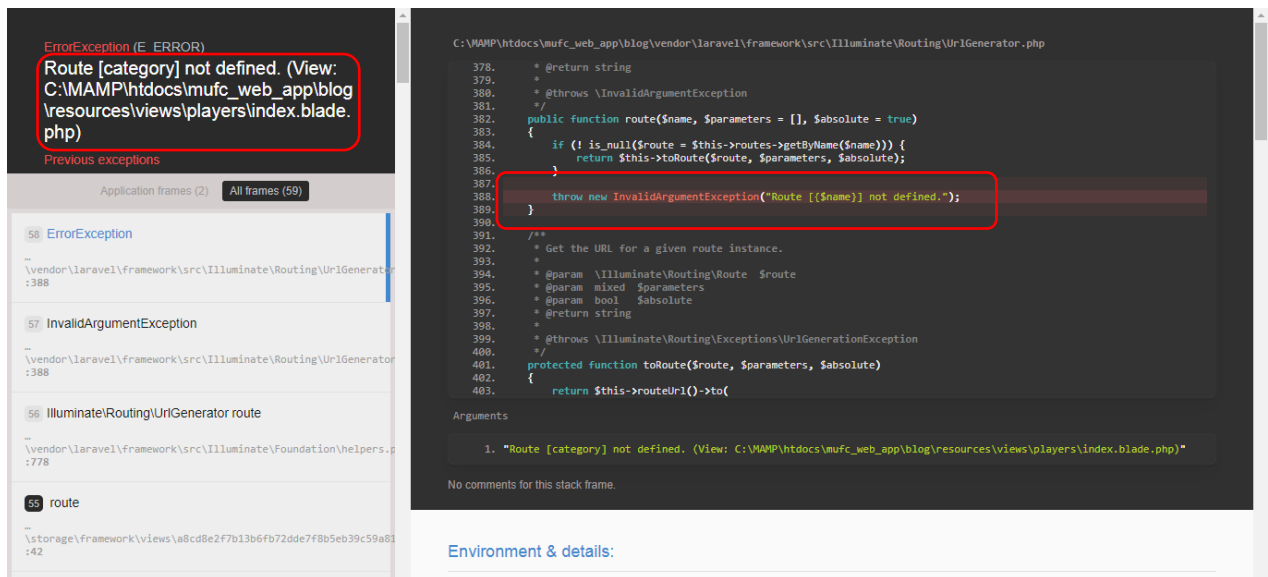 ErrorException (E_ERROR)
Route [category] not defined. (View:
C:\MAMP\htdocs\mufc_web_app\blog
\resources\views\players\index.blade.
php)
Previous exceptions
Application frames (2) All frames (59)
58 ErrorException
…
\vendor\laravel\framework\src\Illuminate\Routing\UrlGenerator
:388
57 InvalidArgumentException
…
\vendor\laravel\framework\src\Illuminate\Routing\UrlGenerator
:388
56 Illuminate\Routing\UrlGenerator route
…
\vendor\laravel\framework\src\Illuminate\Foundation\helpers.p
:778
55 route
…
\storage\framework\views\a8cd8e2f7b13b6fb72dde7f8b5eb39c59a81
:42
C:\MAMP\htdocs\mufc_web_app\blog\vendor\laravel\framework\src\Illuminate\Routing\UrlGenerator.php
378. * @return string
379. *
380. * @throws \InvalidArgumentException
381. */
382. public function route($name, $parameters = [], $absolute = true)
383. {
384. if (! is_null($route = $this->routes->getByName($name))) {
385. return $this->toRoute($route, $parameters, $absolute);
386. }
387.
388. throw new InvalidArgumentException("Route [{$name}] not defined.");
389. }
390.
391. /**
392. * Get the URL for a given route instance.
393. *
394. * @param \Illuminate\Routing\Route $route
395. * @param mixed $parameters
396. * @param bool $absolute
397. * @return string
398. *
399. * @throws \Illuminate\Routing\Exceptions\UrlGenerationException
400. */
401. protected function toRoute($route, $parameters, $absolute)
402. {
403. return $this->routeUrl()->to(
Arguments
1. "Route [category] not defined. (View: C:\MAMP\htdocs\mufc_web_app\blog\resources\views\players\index.blade.php)"
No comments for this stack frame.
Environment & details: